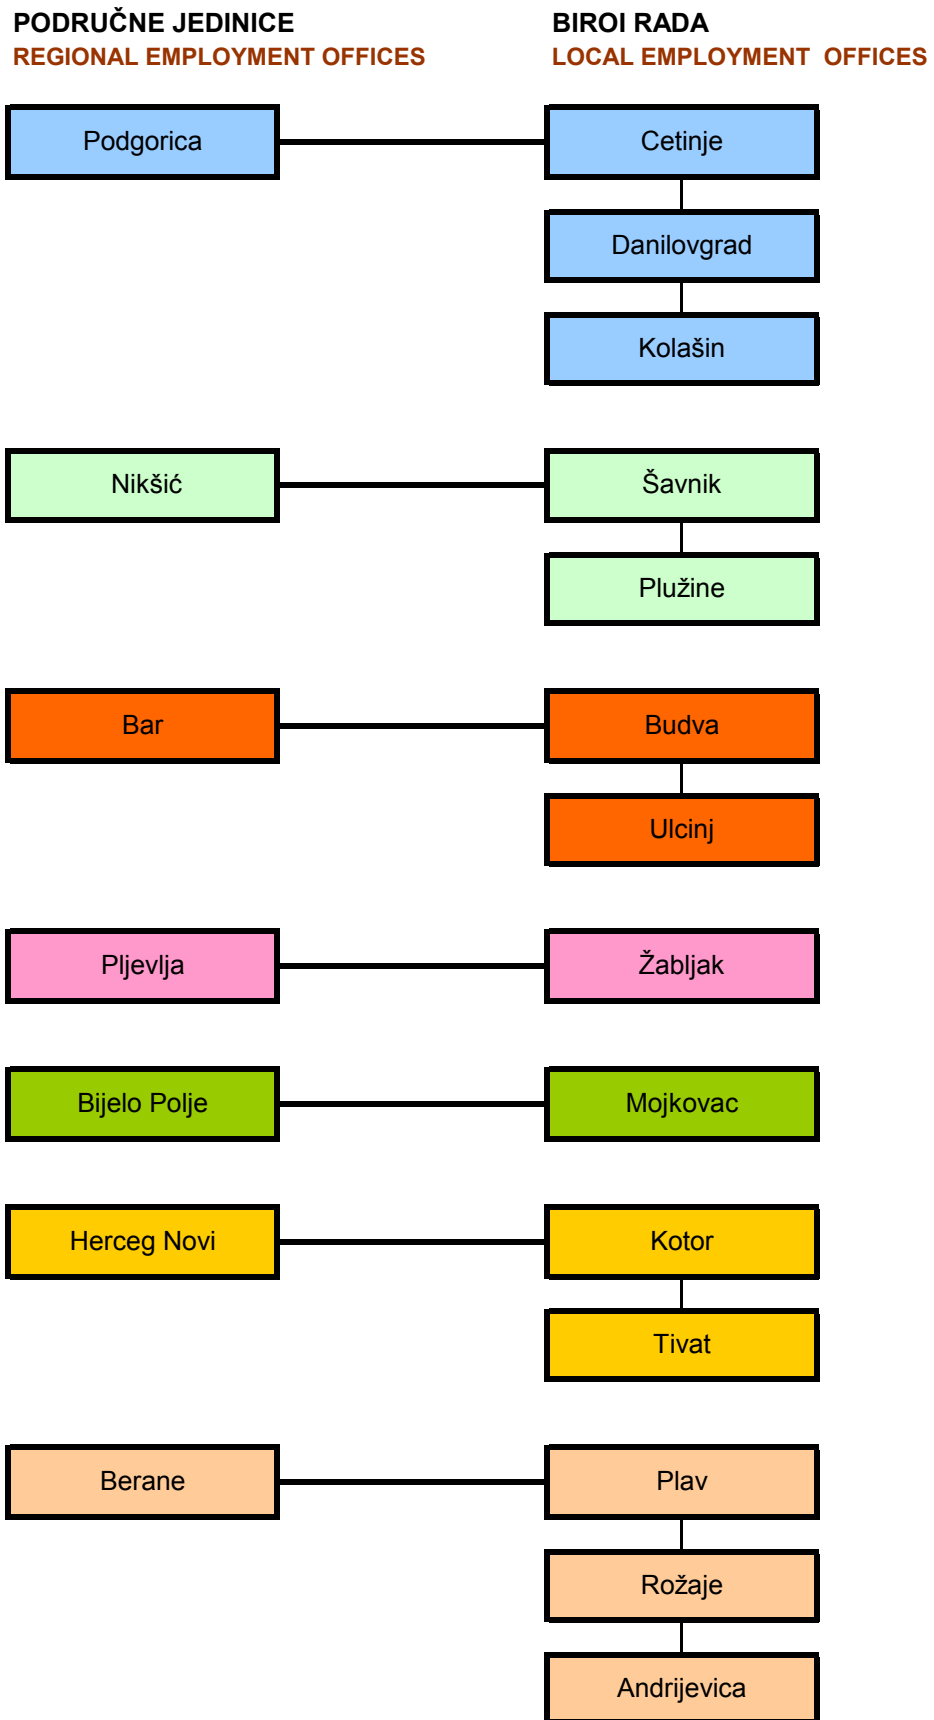 PODRUČNE JEDINICE
REGIONAL EMPLOYMENT OFFICES
BIROI RADA
LOCAL EMPLOYMENT OFFICES
Podgorica
Cetinje
Danilovgrad
Kolašin
Nikšić
Šavnik
Plužine
Bar
Budva
Ulcinj
Pljevlja
Žabljak
Bijelo Polje
Mojkovac
Herceg Novi
Kotor
Tivat
Berane
Plav
Rožaje
Andrijevica